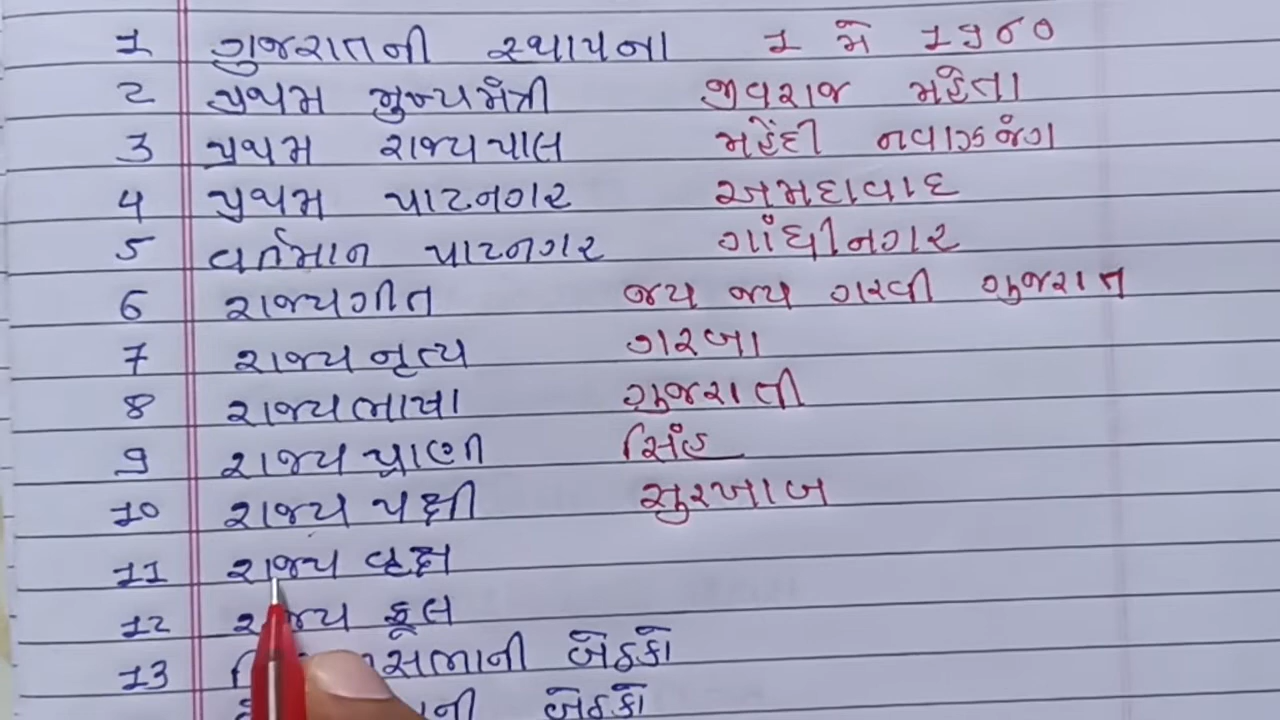 1 ગુજરાતની સ્થાપના 1 મે 1960
2 પ્રથમ મુખ્યમંત્રી જીવરાજ મહેતા
3 પ્રથમ રાજ્યપાલ મહેંદી નવાઝજંગ
4 પ્રથમ પાટનગર અમદાવાદ
5 વર્તમાન પાટનગર ગાંધીનગર
6 રાજ્યગીત જય જય ગરવી ગુજરાત
7 રાજ્ય નૃત્ય ગરબા
8 રાજ્યભાષા ગુજરાતી
9 રાજ્ય પ્રાણી સિંહ
10 રાજ્ય પક્ષી સુરખાબ
11 રાજ્ય વૃક્ષ
12 રાજ્ય ફૂલ
13 બેઠકો
બેઠકો